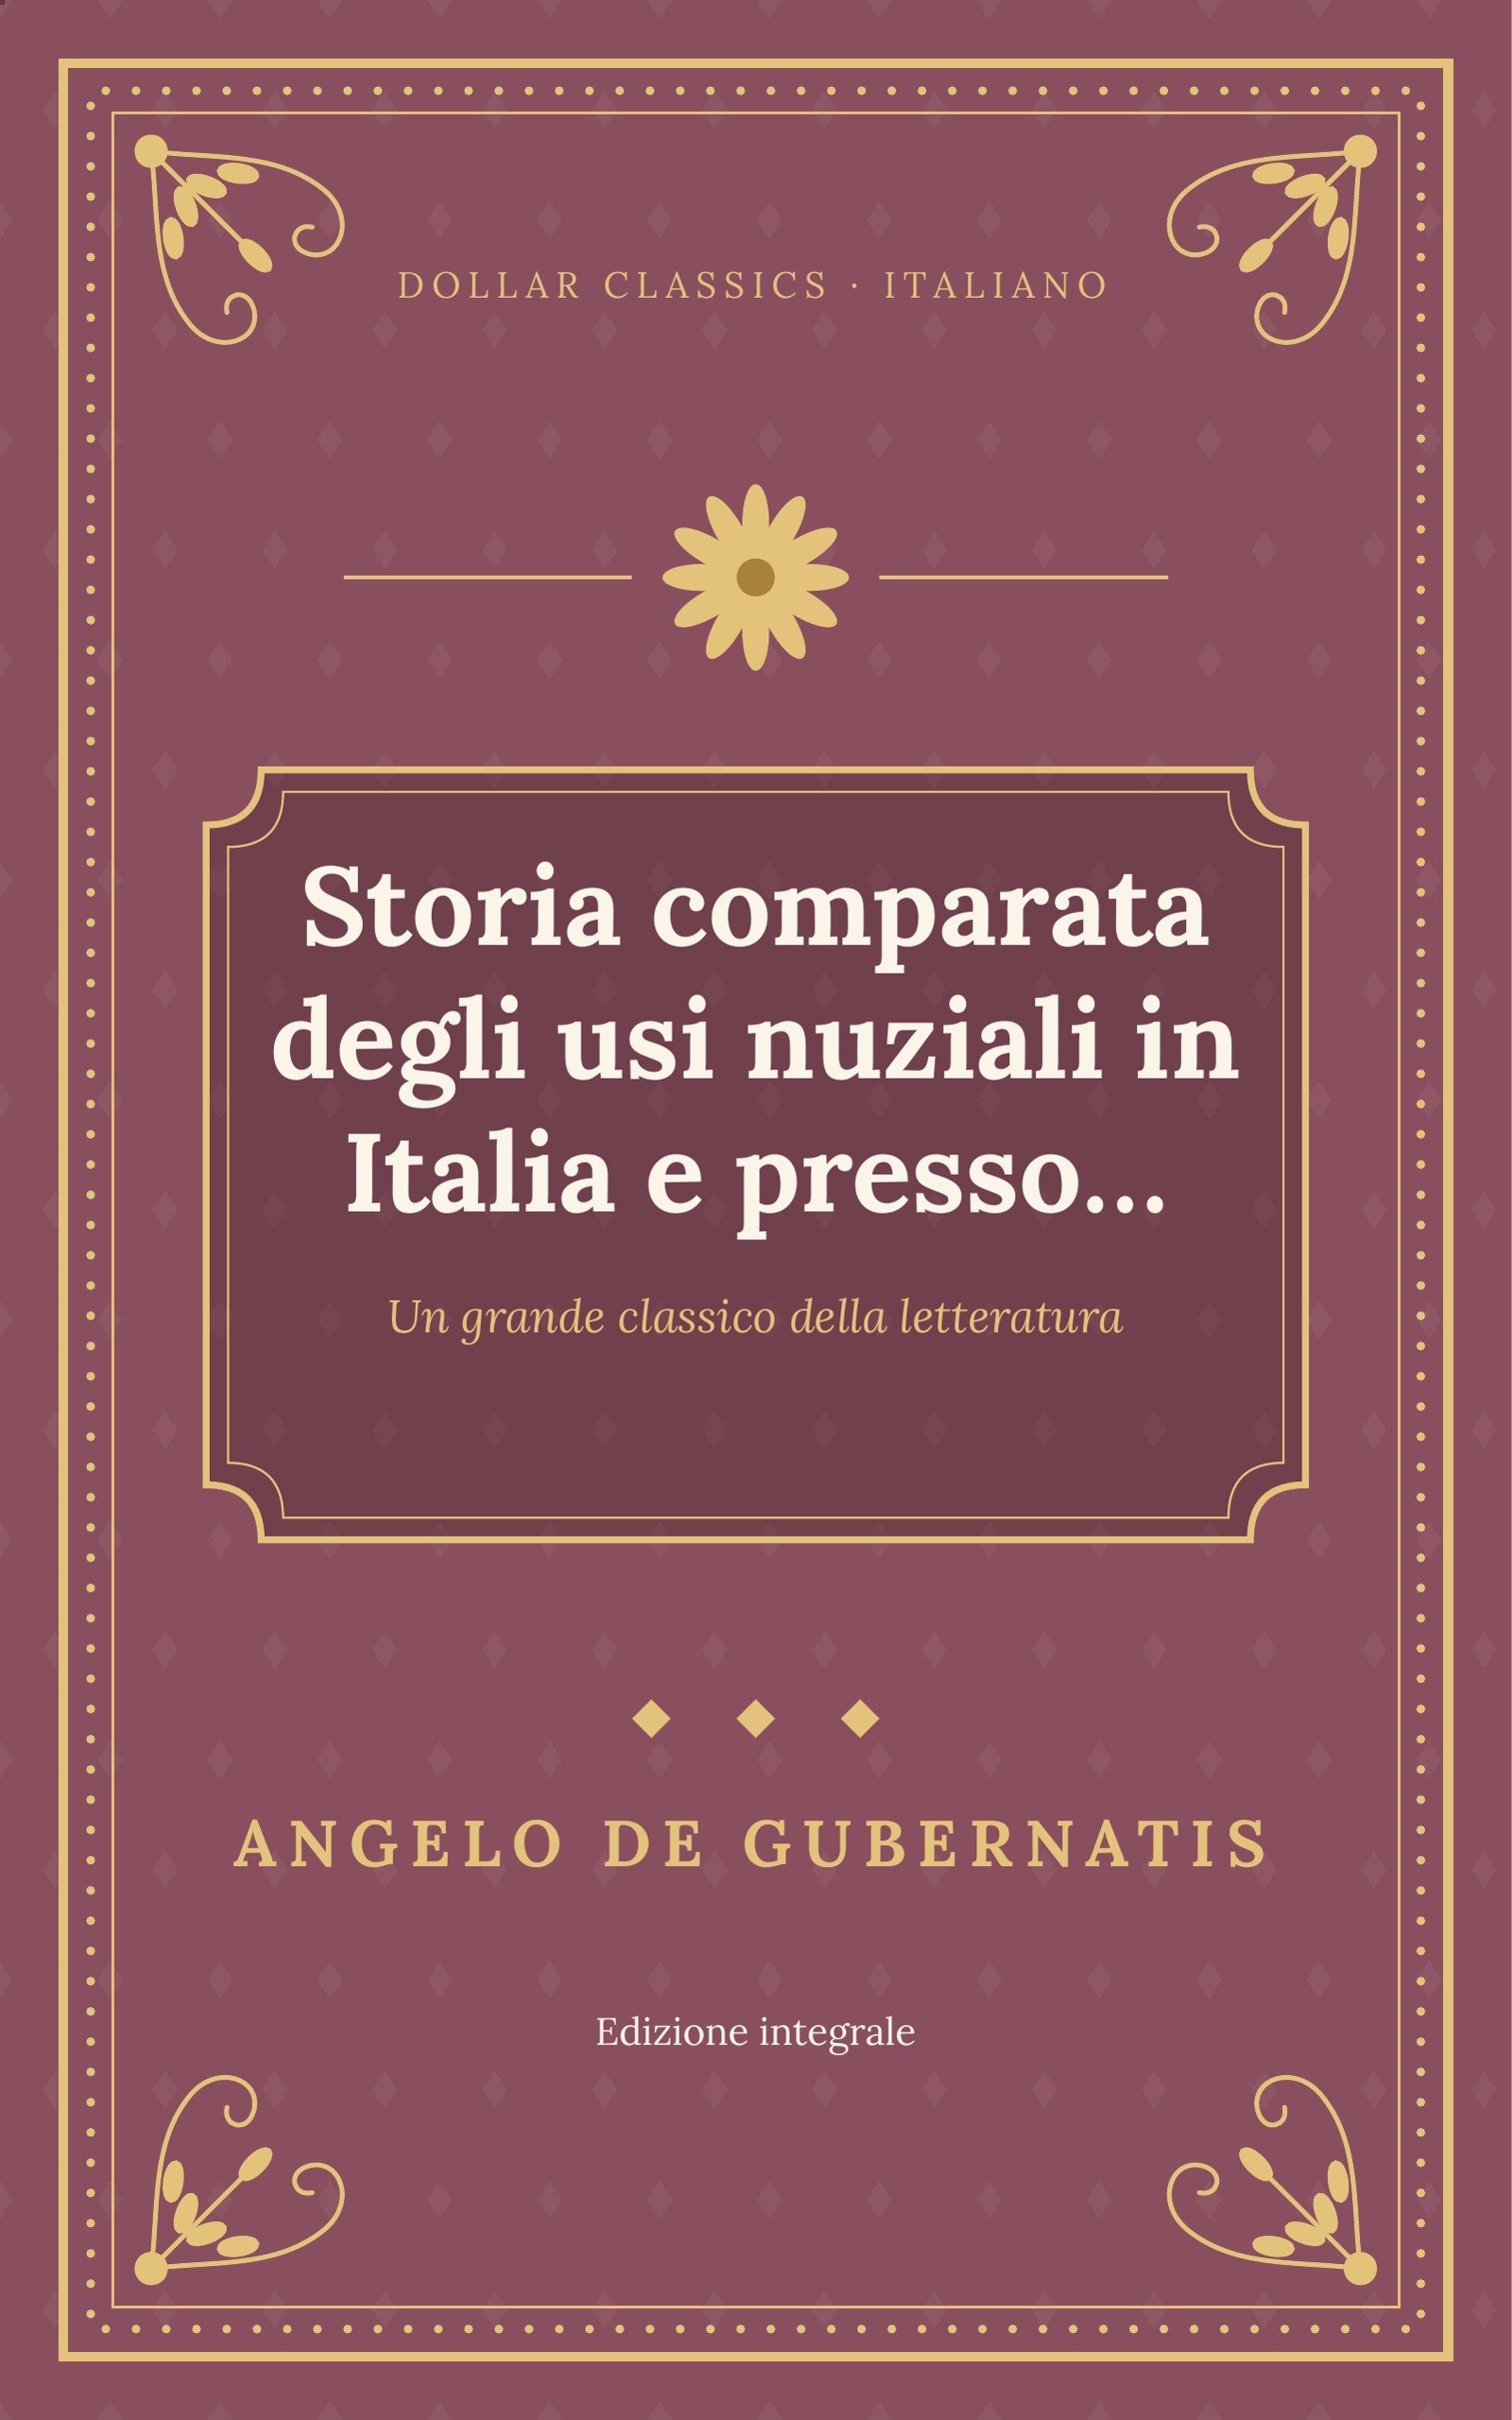 DOLLAR CLASSICS · ITALIANO
Storia comparata
degli usi nuziali in
Italia e presso...
Un grande classico della letteratura
ANGELO DE GUBERNATIS
Edizione integrale